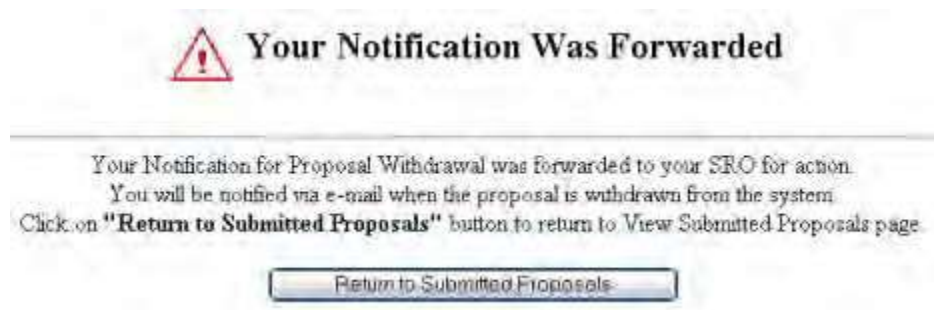 Your Notification Was Forwarded
Your Notification for Proposal Withdrawal was forwarded to your SRO for action.
You will be notified via e-mail when the proposal is withdrawn from the system.
Click on "Return to Submitted Proposals" button to return to View Submitted Proposals page.
Return to Submitted Proposals